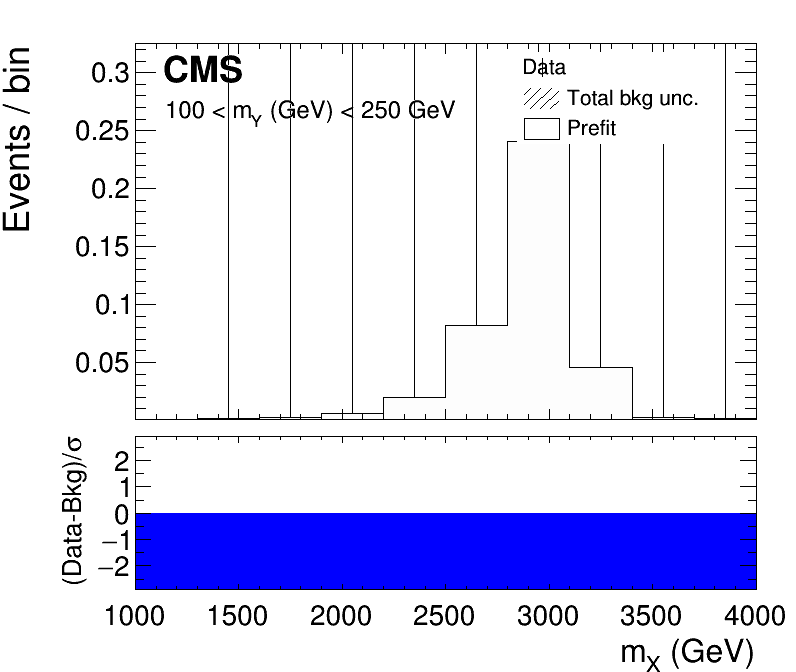 CMS
100 < mY (GeV) < 250 GeV
Data
Total bkg unc.
Prefit
Events / bin
0.3
0.25
0.2
0.15
0.1
0.05
(Data-Bkg)/σ
2
1
0
−1
−2
1000 1500 2000 2500 3000 3500 4000
mX (GeV)